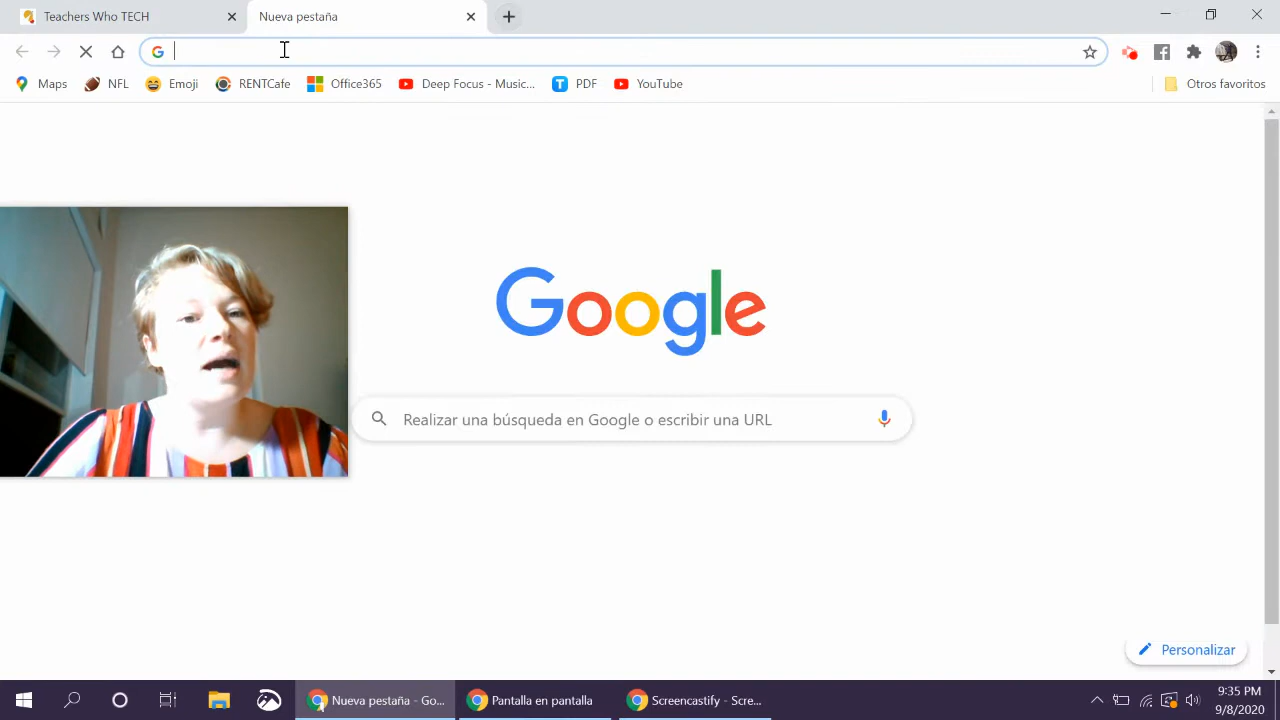 Teachers Who TECH
Nueva pestaña
Maps
NFL
Emoji
RENTCafe
Office365
Deep Focus - Music...
PDF
YouTube
Otros favoritos
Google
Realizar una búsqueda en Google o escribir una URL
Personalizar
Nueva pestaña - Go...
Pantalla en pantalla
Screencastify - Scre...
9:35 PM
9/8/2020